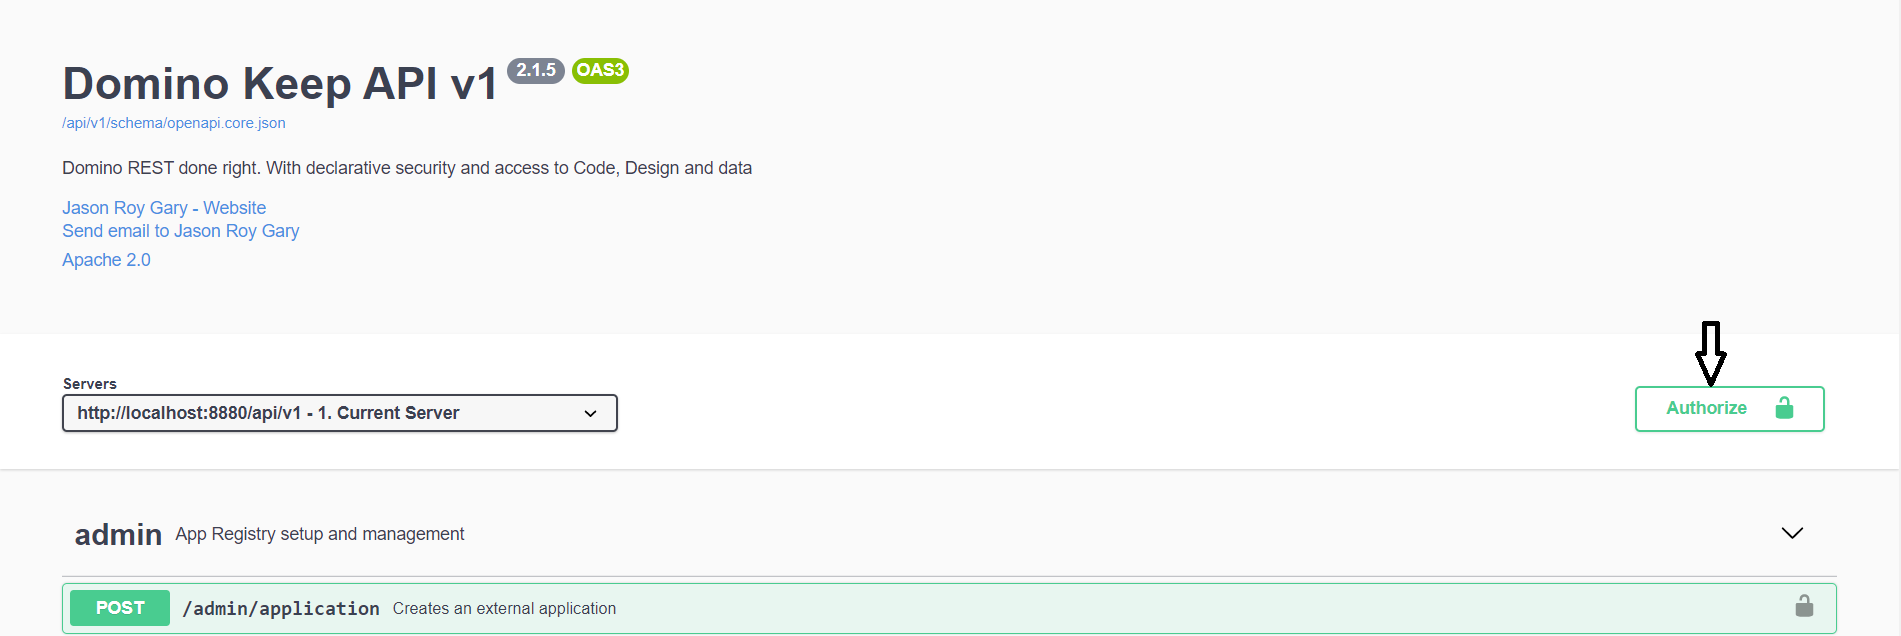 Domino Keep API v1 2.1.5 OAS3
/api/v1/schema/openapi.core.json
Domino REST done right. With declarative security and access to Code, Design and data
Jason Roy Gary - Website
Send email to Jason Roy Gary
Apache 2.0
Servers
http://localhost:8880/api/v1 - 1. Current Server
Authorize
admin App Registry setup and management
POST /admin/application Creates an external application